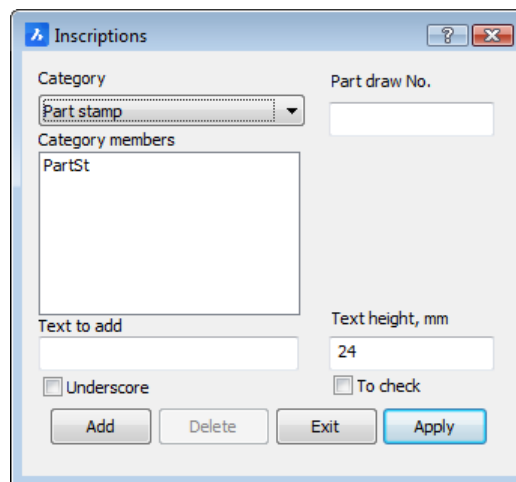 Inscriptions
Category
Part draw No.
Part stamp
Category members
PartSt
Text to add
Text height, mm
24
Underscore
To check
Add Delete Exit Apply